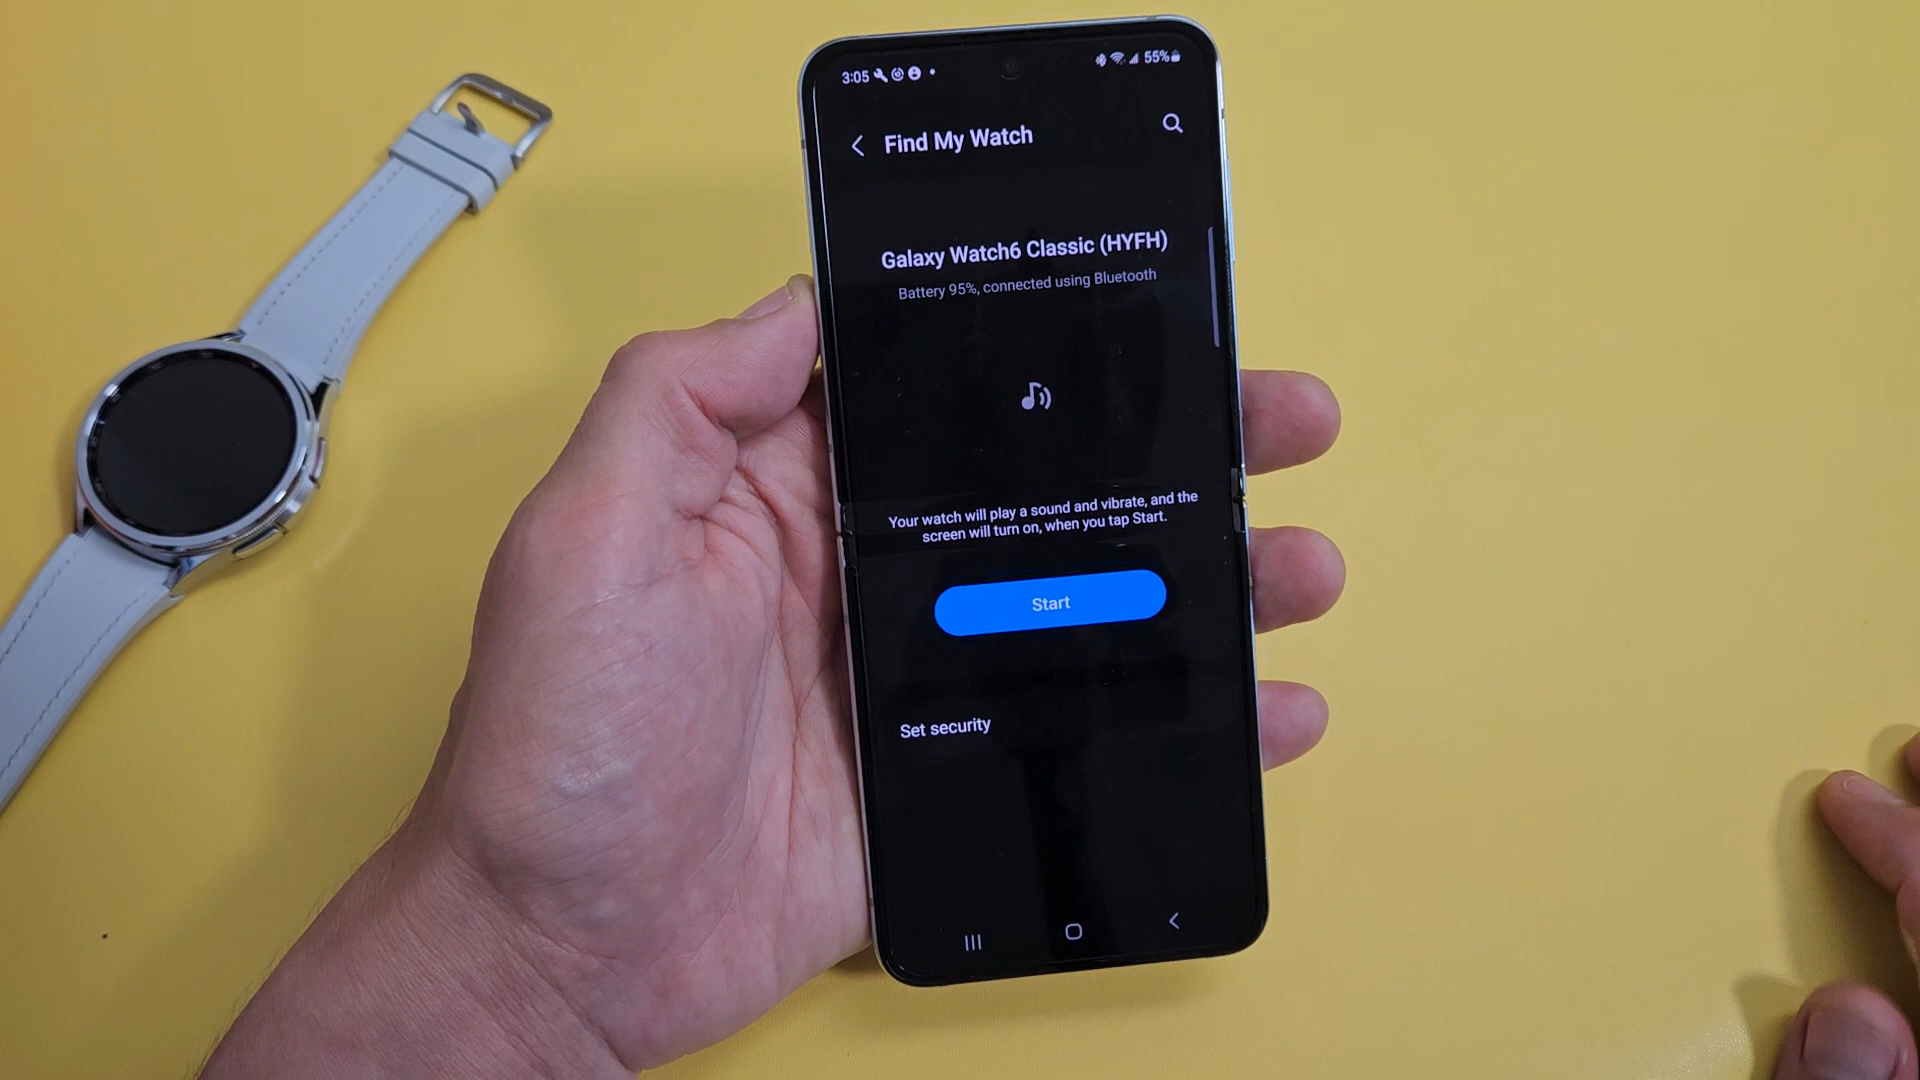 3:05
55%
Find My Watch
Galaxy Watch6 Classic (HYFH)
Battery 95%, connected using Bluetooth
Your watch will play a sound and vibrate, and the
screen will turn on, when you tap Start.
Start
Set security